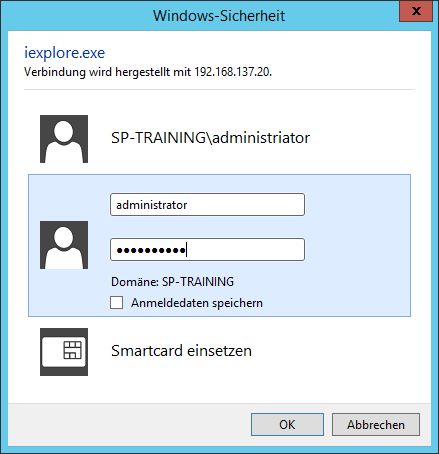 Windows-Sicherheit
iexplore.exe
Verbindung wird hergestellt mit 192.168.137.20.
SP-TRAINING\administriator
administrator
●●●●●●●●●●
Domäne: SP-TRAINING
Anmeldedaten speichern
Smartcard einsetzen
OK
Abbrechen